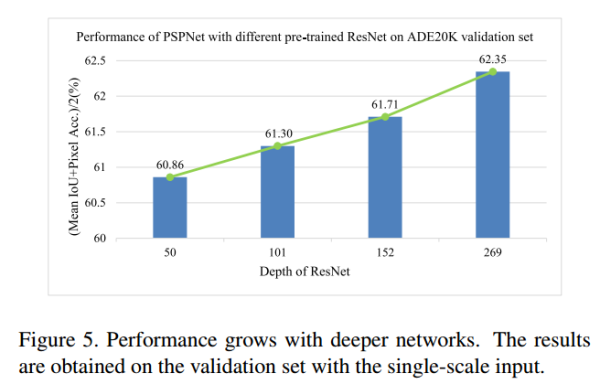 Performance of PSPNet with different pre-trained ResNet on ADE20K validation set
(Mean IoU+Pixel Acc.)/2(%)
62.5
62
61.5
61
60.5
60
60.86
61.30
61.71
62.35
50
101
152
269
Depth of ResNet
Figure 5. Performance grows with deeper networks. The results
are obtained on the validation set with the single-scale input.